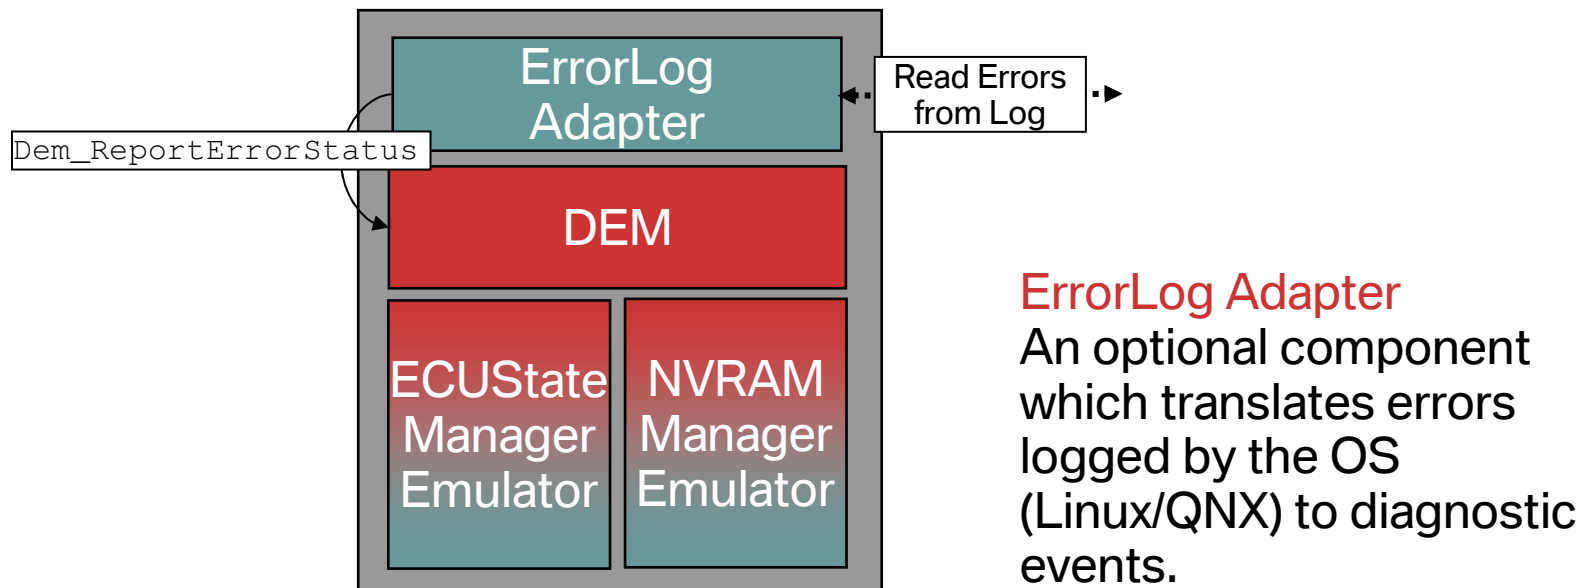 ErrorLog
Adapter
Read Errors
from Log
Dem_ReportErrorStatus
DEM
ECUState
Manager
Emulator
NVRAM
Manager
Emulator
ErrorLog Adapter
An optional component
which translates errors
logged by the OS
(Linux/QNX) to diagnostic
events.